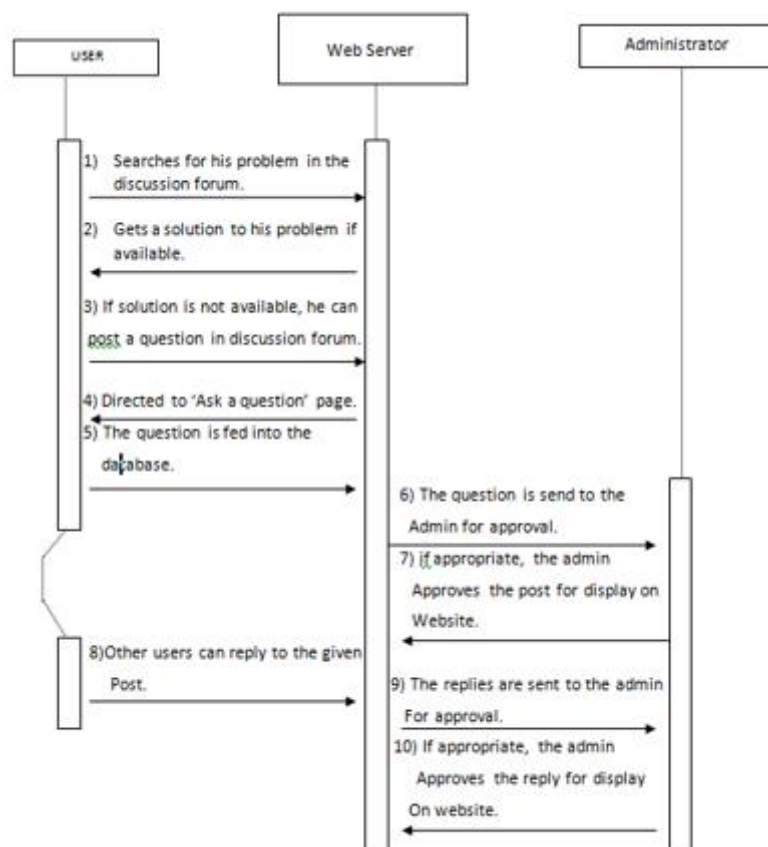 USER
Web Server
Administrator
1) Searches for his problem in the
discussion forum.
2) Gets a solution to his problem if
available.
3) If solution is not available, he can
post a question in discussion forum.
4) Directed to 'Ask a question' page.
5) The question is fed into the
database.
6) The question is send to the
Admin for approval.
7) if appropriate, the admin
Approves the post for display on
Website.
8)Other users can reply to the given
Post.
9) The replies are sent to the admin
For approval.
10) If appropriate, the admin
Approves the reply for display
On website.